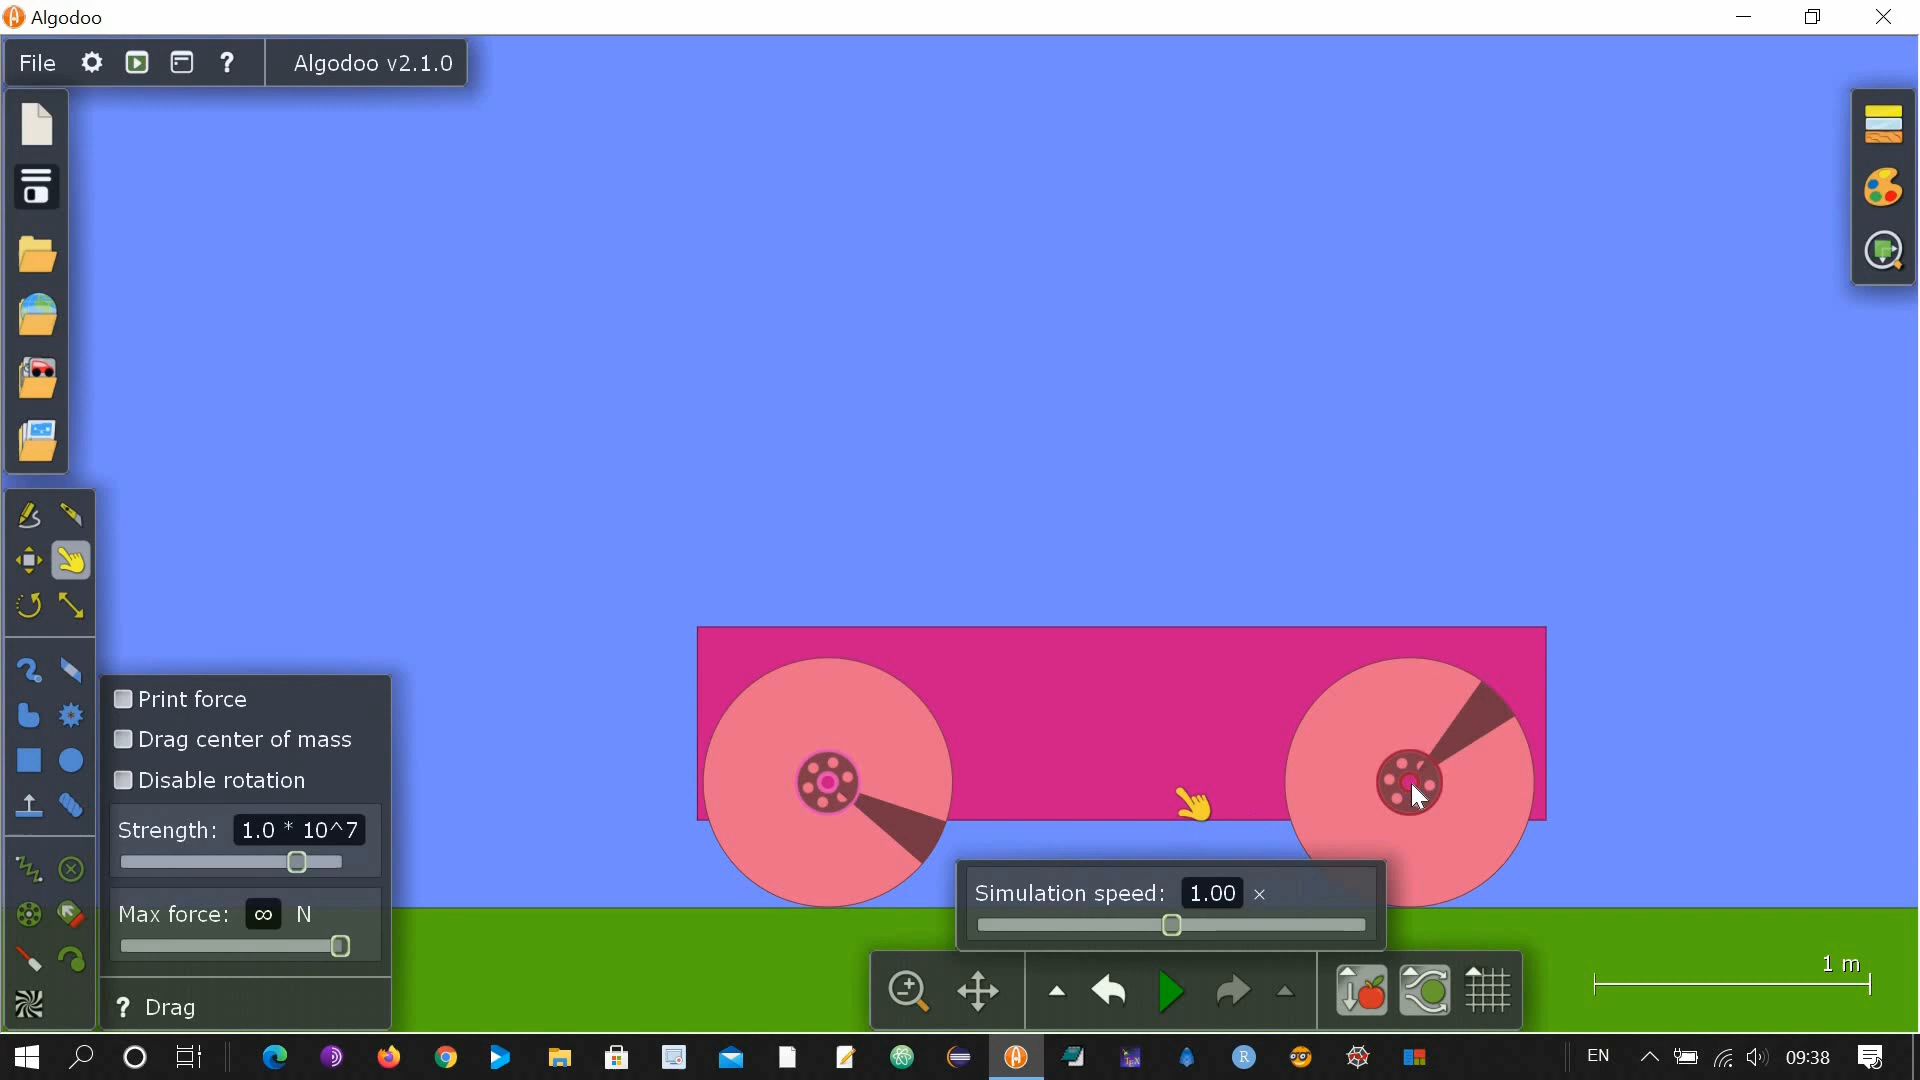 Algodoo
File ? Algodoo v2.1.0
Print force
Drag center of mass
Disable rotation
Strength: 1.0 * 10^7
Max force: ∞ N
? Drag
Simulation speed: 1.00 ×
1 m
EN 09:38